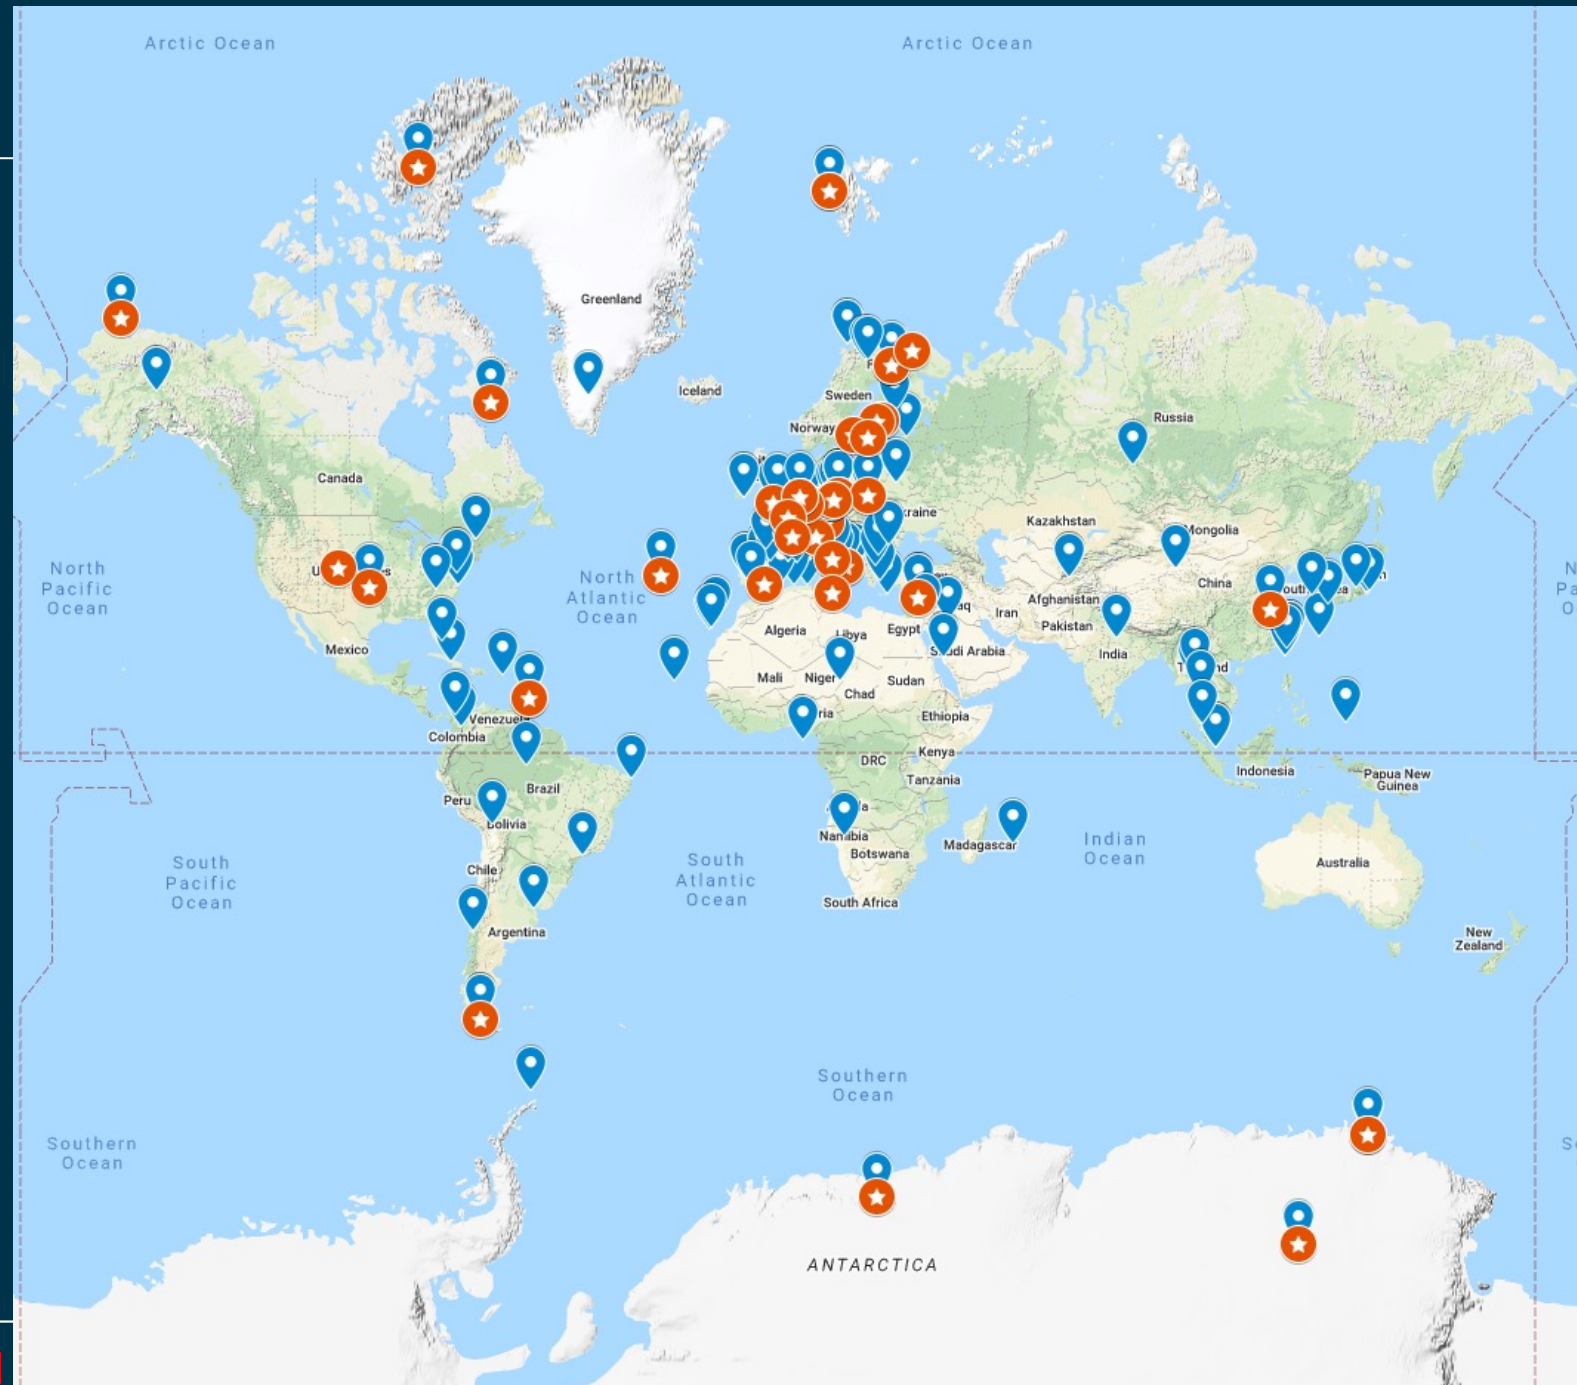 Arctic Ocean
Arctic Ocean
Greenland
Iceland
Sweden
Norway
Russia
Canada
Kazakhstan
Mongolia
North
Pacific
Ocean
North
Atlantic
Ocean
China
Afghanistan
Iran
Pakistan
Algeria
Libya
Egypt
Saudi Arabia
India
Mexico
Mali
Niger
Chad
Sudan
Venezuela
Ethiopia
Colombia
Kenya
DRC
Tanzania
Indonesia
Papua New
Guinea
Brazil
Peru
Bolivia
Namibia
Madagascar
Botswana
Indian
Ocean
South
Pacific
Ocean
South
Atlantic
Ocean
Chile
Australia
South Africa
Argentina
New
Zealand
Southern
Ocean
Southern
Ocean
ANTARCTICA